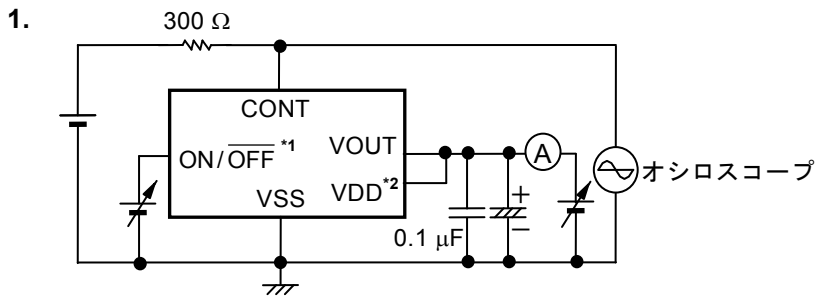 1.
300 Ω
CONT
ON/OFF *1
VOUT
VSS
VDD*2
0.1 μF
+
−
A
オシロスコープ